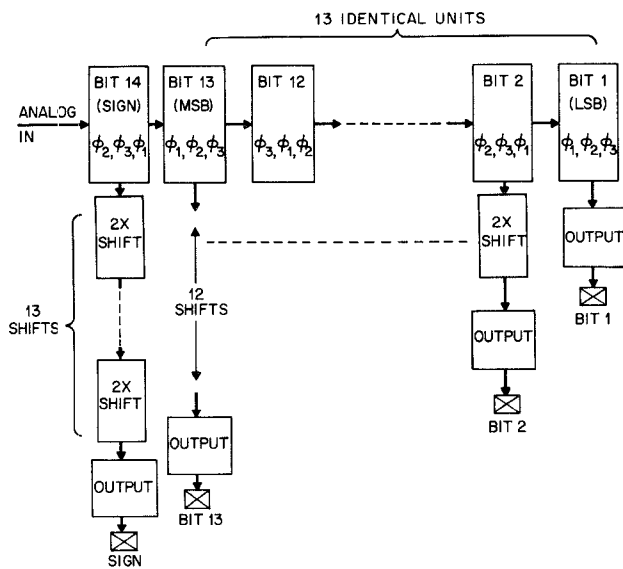 13 IDENTICAL UNITS
ANALOG
IN
BIT 14
(SIGN)
ϕ2,ϕ3,ϕ1
BIT 13
(MSB)
ϕ1,ϕ2,ϕ3
BIT 12
ϕ3,ϕ1,ϕ2
BIT 2
ϕ2,ϕ3,ϕ1
BIT 1
(LSB)
ϕ1,ϕ2,ϕ3
13
SHIFTS
2X
SHIFT
2X
SHIFT
OUTPUT
SIGN
12
SHIFTS
OUTPUT
BIT 13
2X
SHIFT
OUTPUT
BIT 2
OUTPUT
BIT 1